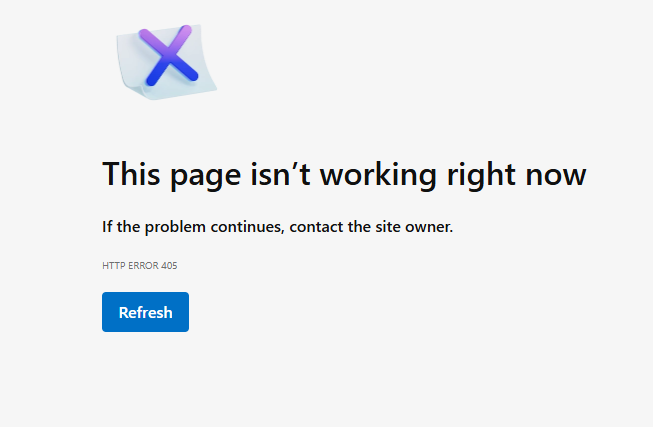 This page isn’t working right now
If the problem continues, contact the site owner.
HTTP ERROR 405
Refresh